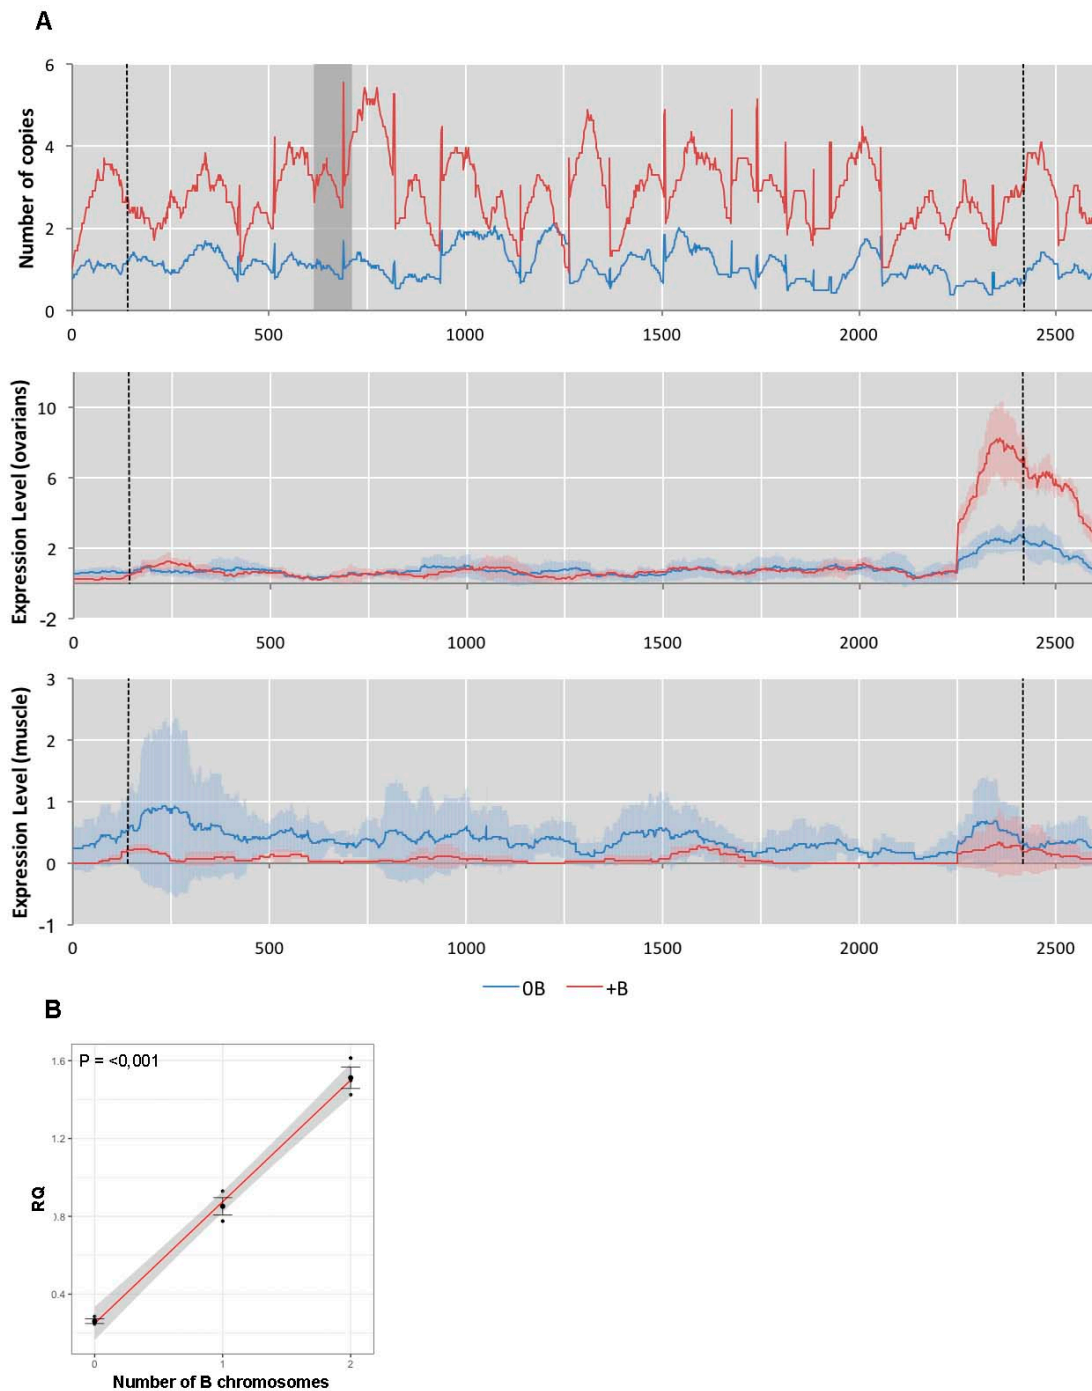 A
Number of copies
6
4
2
0
0 500 1000 1500 2000 2500
Expression Level (ovarians)
10
6
2
-2
0 500 1000 1500 2000 2500
Expression Level (muscle)
3
2
1
0
-1
0 500 1000 1500 2000 2500
0B +B
B
P = <0,001
RQ
1.6
1.2
0.8
0.4
0 1 2
Number of B chromosomes